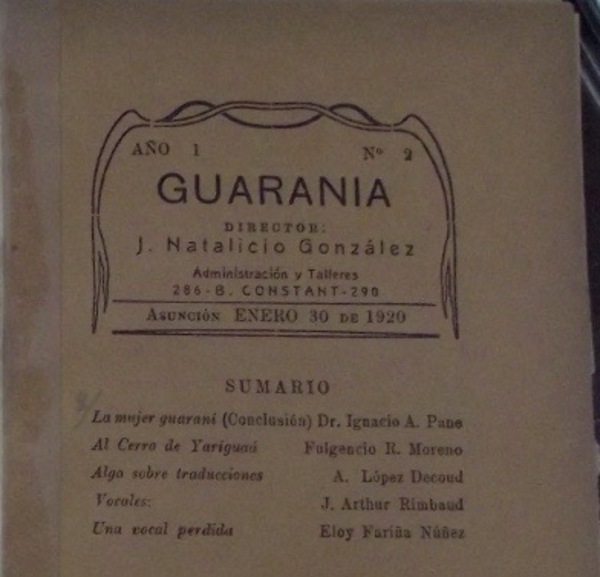 AÑO 1 Nº 2
GUARANIA
DIRECTOR:
J. Natalicio González
Administración y Talleres
286-B. CONSTANT-290
ASUNCIÓN ENERO 30 DE 1920
SUMARIO
La mujer guaraní (Conclusión) Dr. Ignacio A. Pane
Al Cerro de Yariguaá Fulgencio R. Moreno
Algo sobre traducciones A. López Decoud
Vocales: J. Arthur Rimbaud
Una vocal perdida Eloy Fariña Núñez